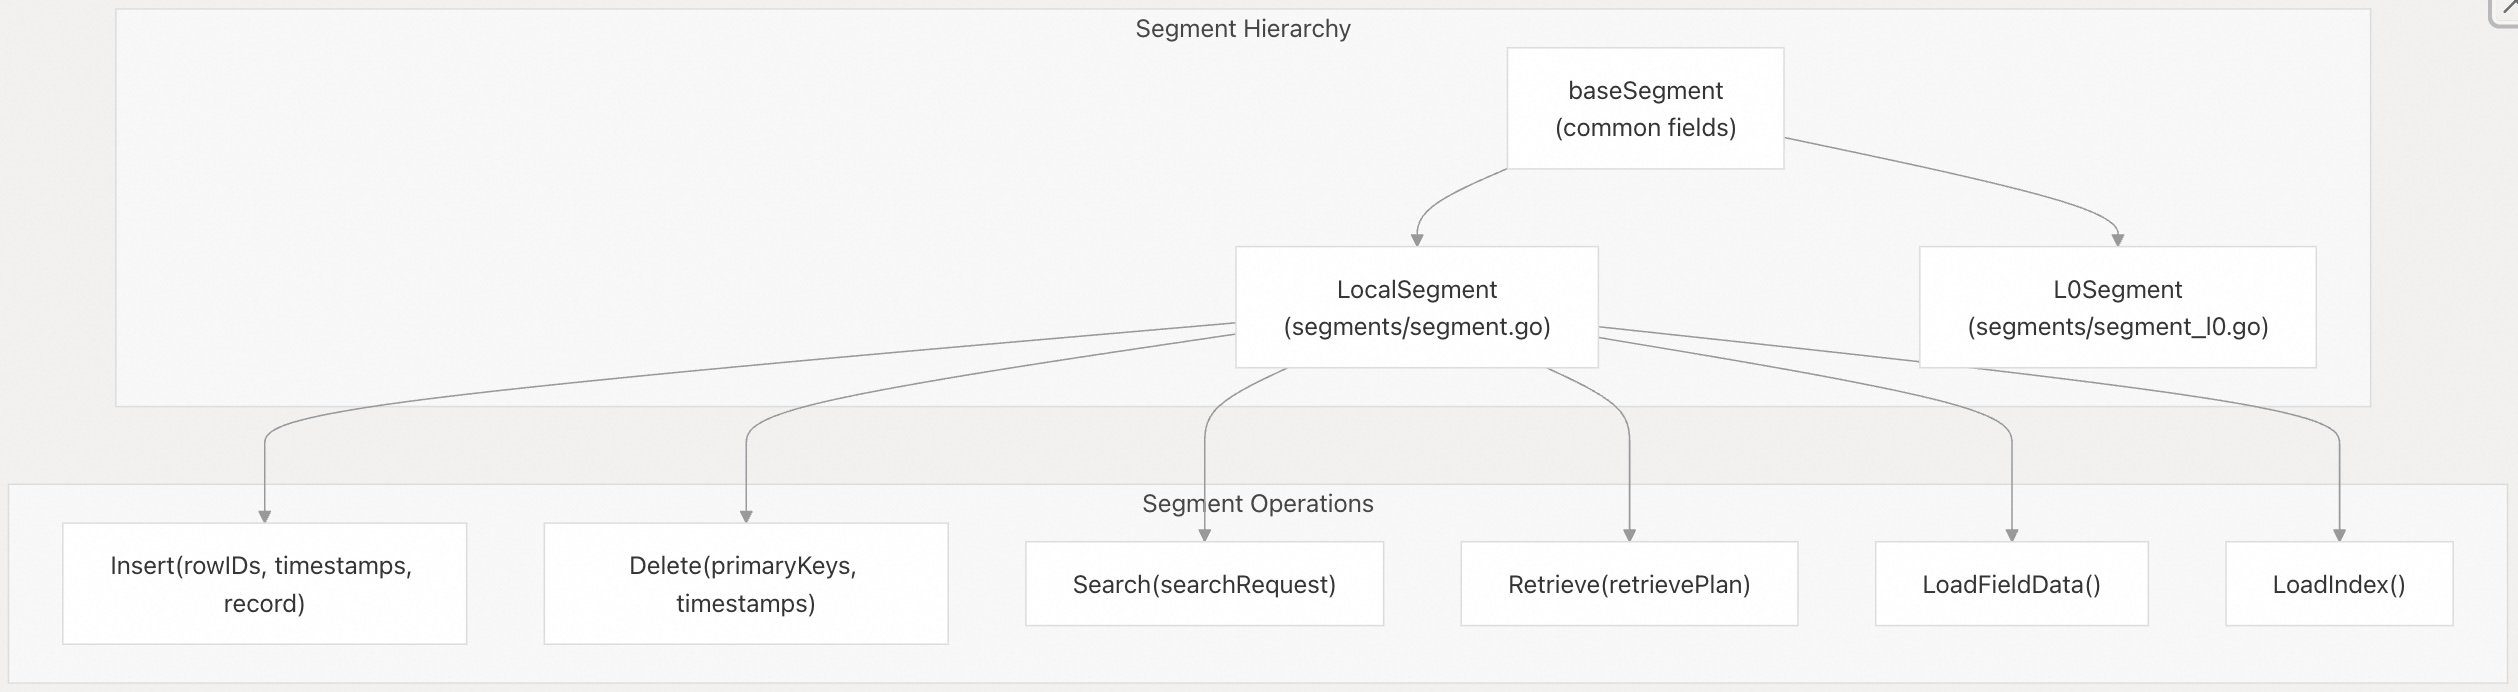 Segment Hierarchy
baseSegment
(common fields)
LocalSegment
(segments/segment.go)
L0Segment
(segments/segment_l0.go)
Segment Operations
Insert(rowIDs, timestamps,
record)
Delete(primaryKeys,
timestamps)
Search(searchRequest)
Retrieve(retrievePlan)
LoadFieldData()
LoadIndex()